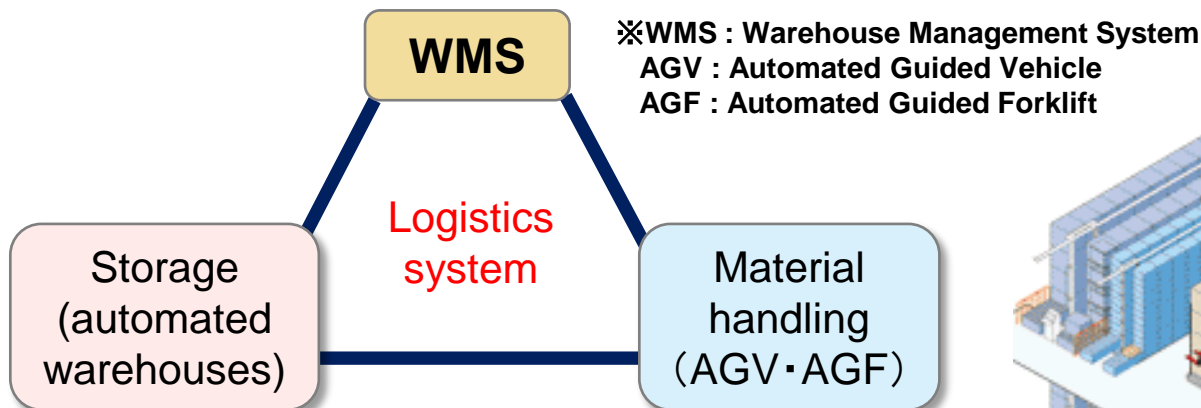 WMS
※WMS : Warehouse Management System
AGV : Automated Guided Vehicle
AGF : Automated Guided Forklift
Logistics
system
Storage
(automated
warehouses)
Material
handling
（AGV・AGF）